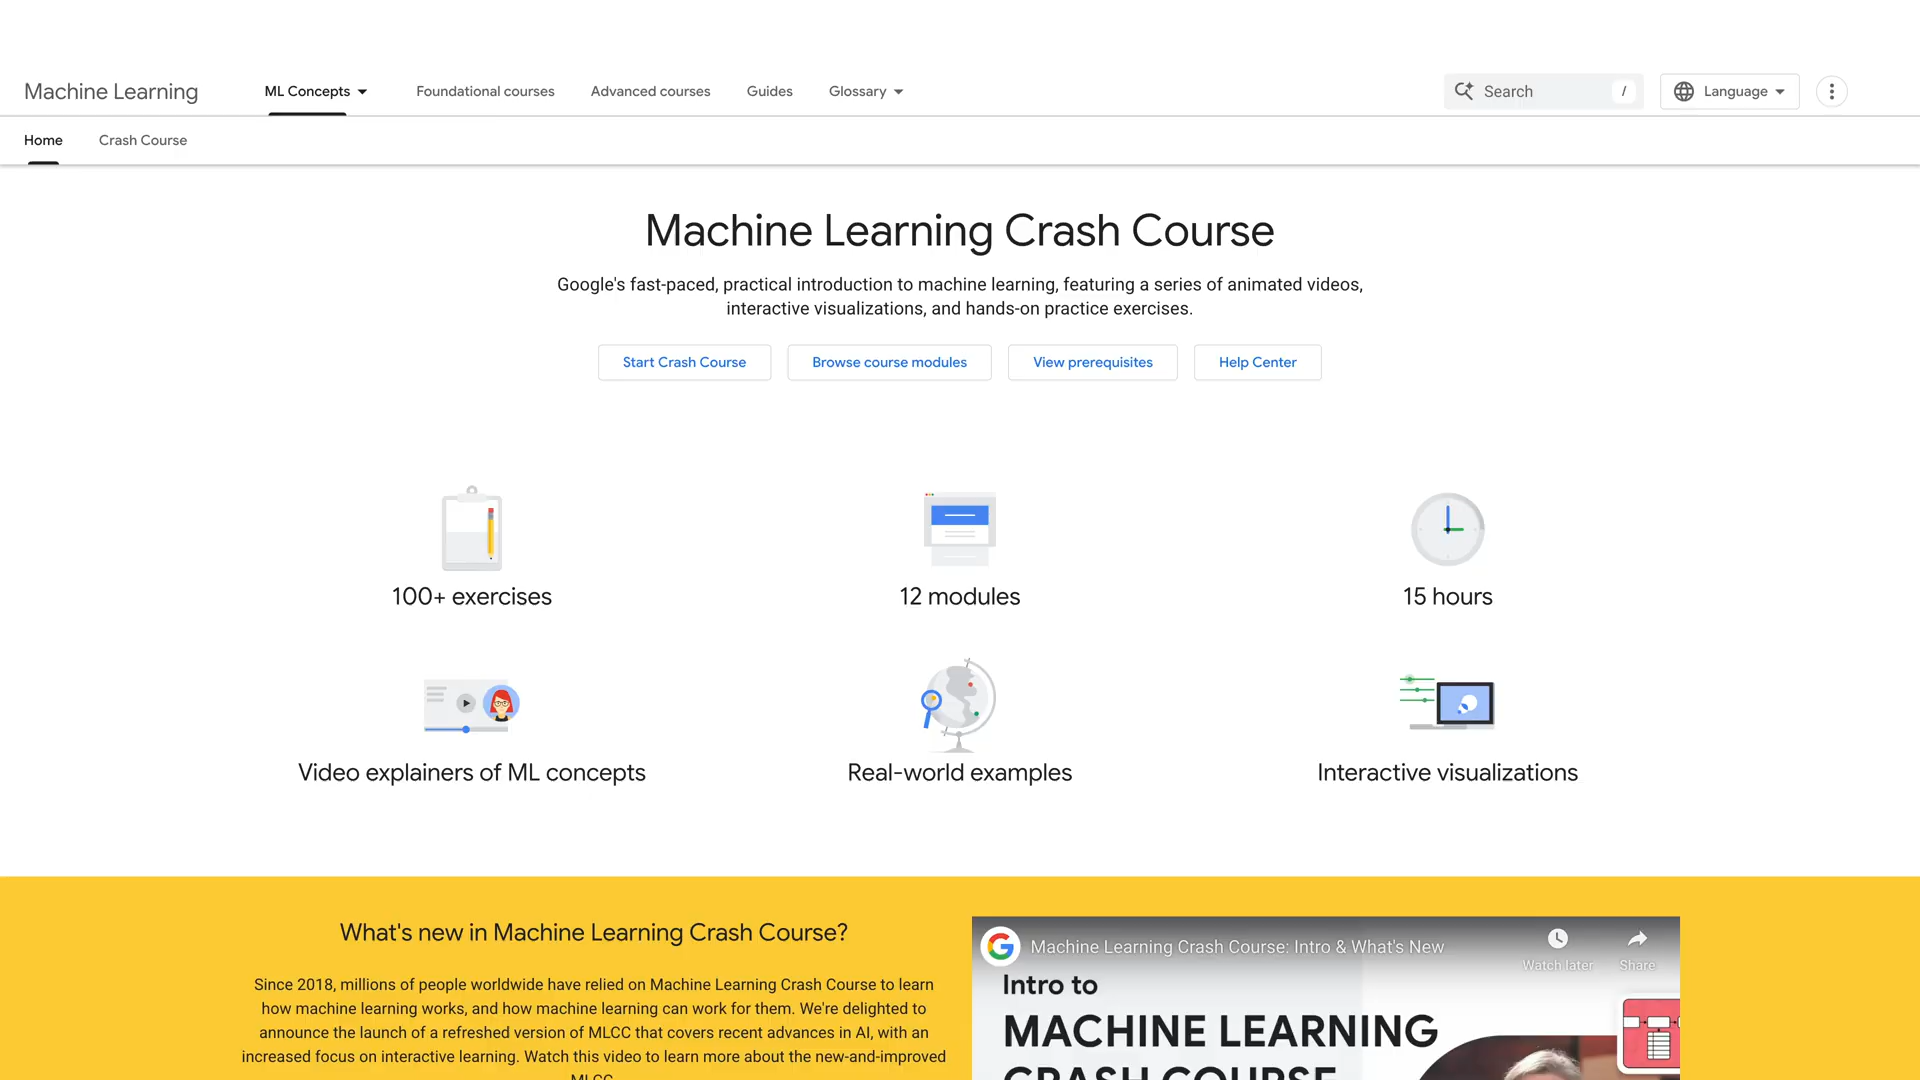 Machine Learning
ML Concepts
Foundational courses
Advanced courses
Guides
Glossary
Search
/
Language
Home
Crash Course
Machine Learning Crash Course
Google's fast-paced, practical introduction to machine learning, featuring a series of animated videos,
interactive visualizations, and hands-on practice exercises.
Start Crash Course
Browse course modules
View prerequisites
Help Center
100+ exercises
12 modules
15 hours
Video explainers of ML concepts
Real-world examples
Interactive visualizations
What's new in Machine Learning Crash Course?
Since 2018, millions of people worldwide have relied on Machine Learning Crash Course to learn
how machine learning works, and how machine learning can work for them. We're delighted to
announce the launch of a refreshed version of MLCC that covers recent advances in AI, with an
increased focus on interactive learning. Watch this video to learn more about the new-and-improved
MLCC.
Machine Learning Crash Course: Intro & What's New
Watch later
Share
Intro to
MACHINE LEARNING
CRASH COURSE